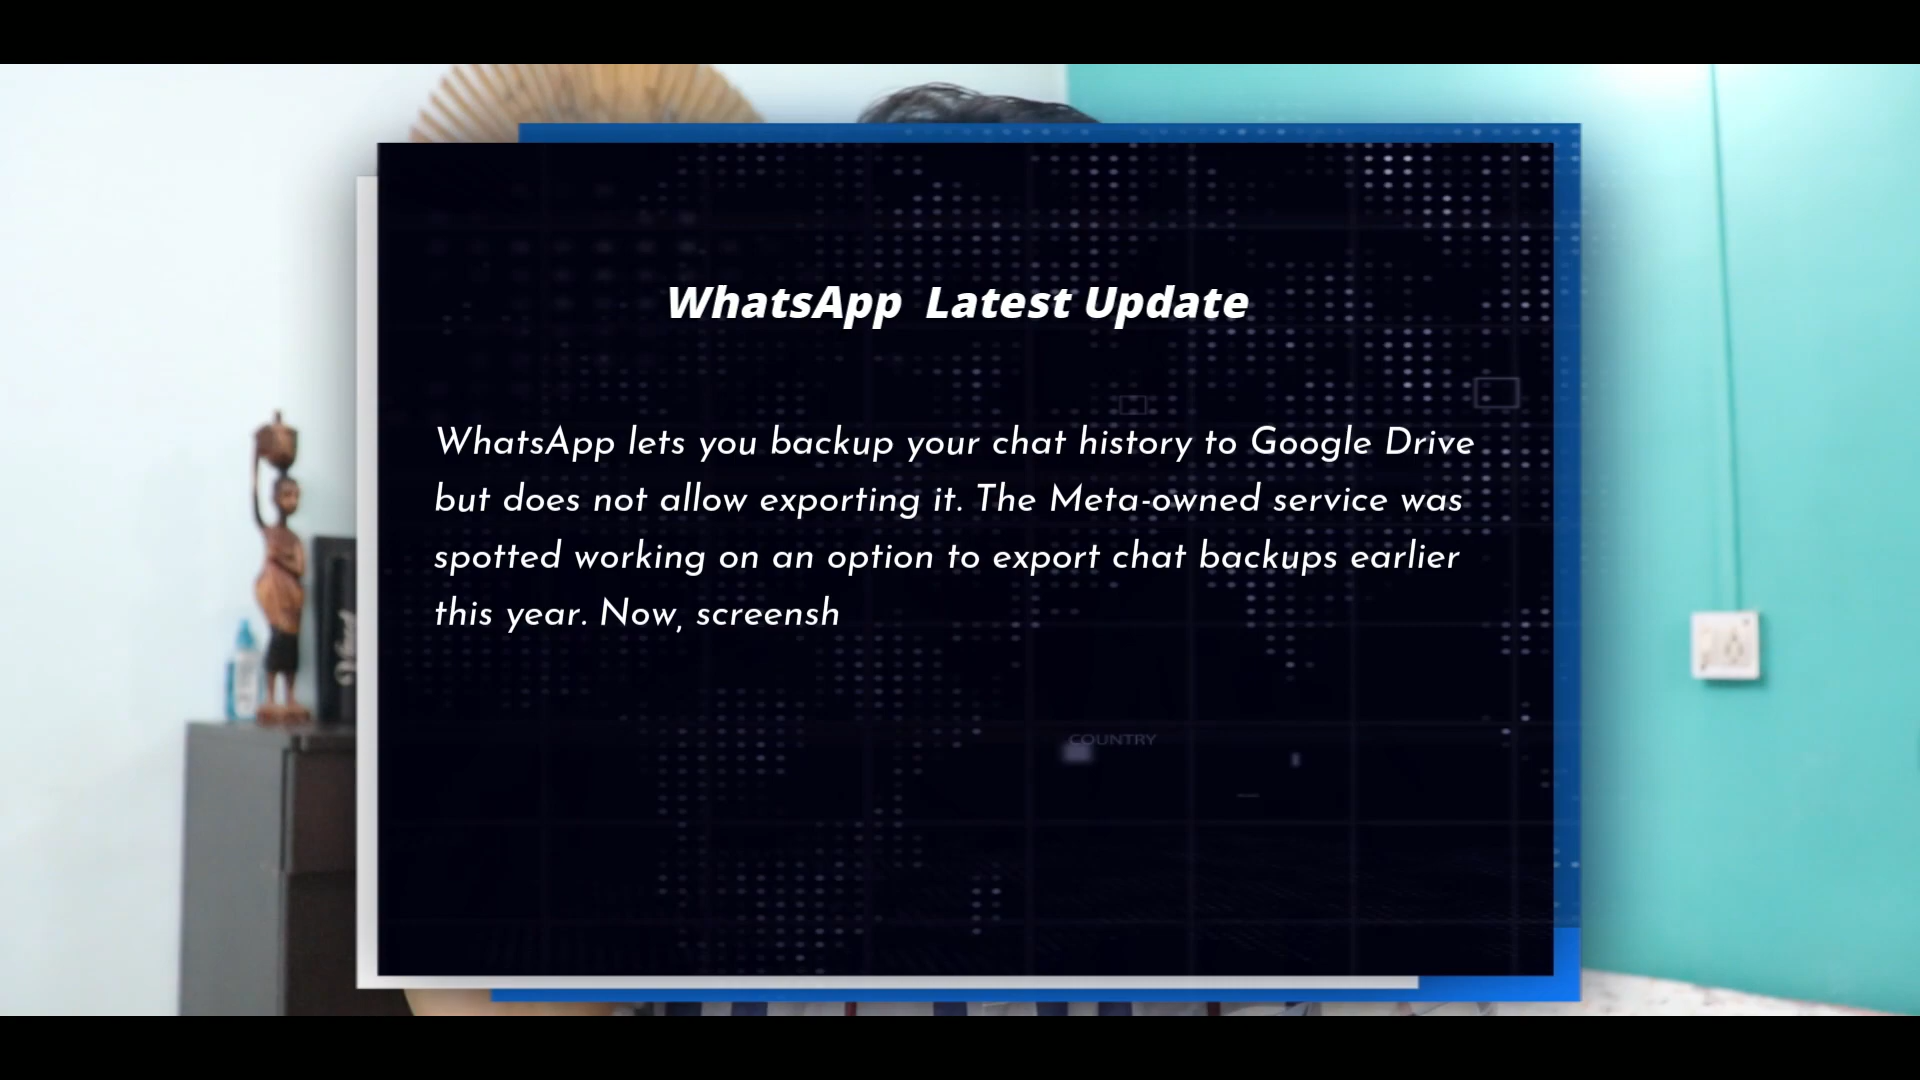 WhatsApp Latest Update
WhatsApp lets you backup your chat history to Google Drive
but does not allow exporting it. The Meta-owned service was
spotted working on an option to export chat backups earlier
this year. Now, screensh
COUNTRY